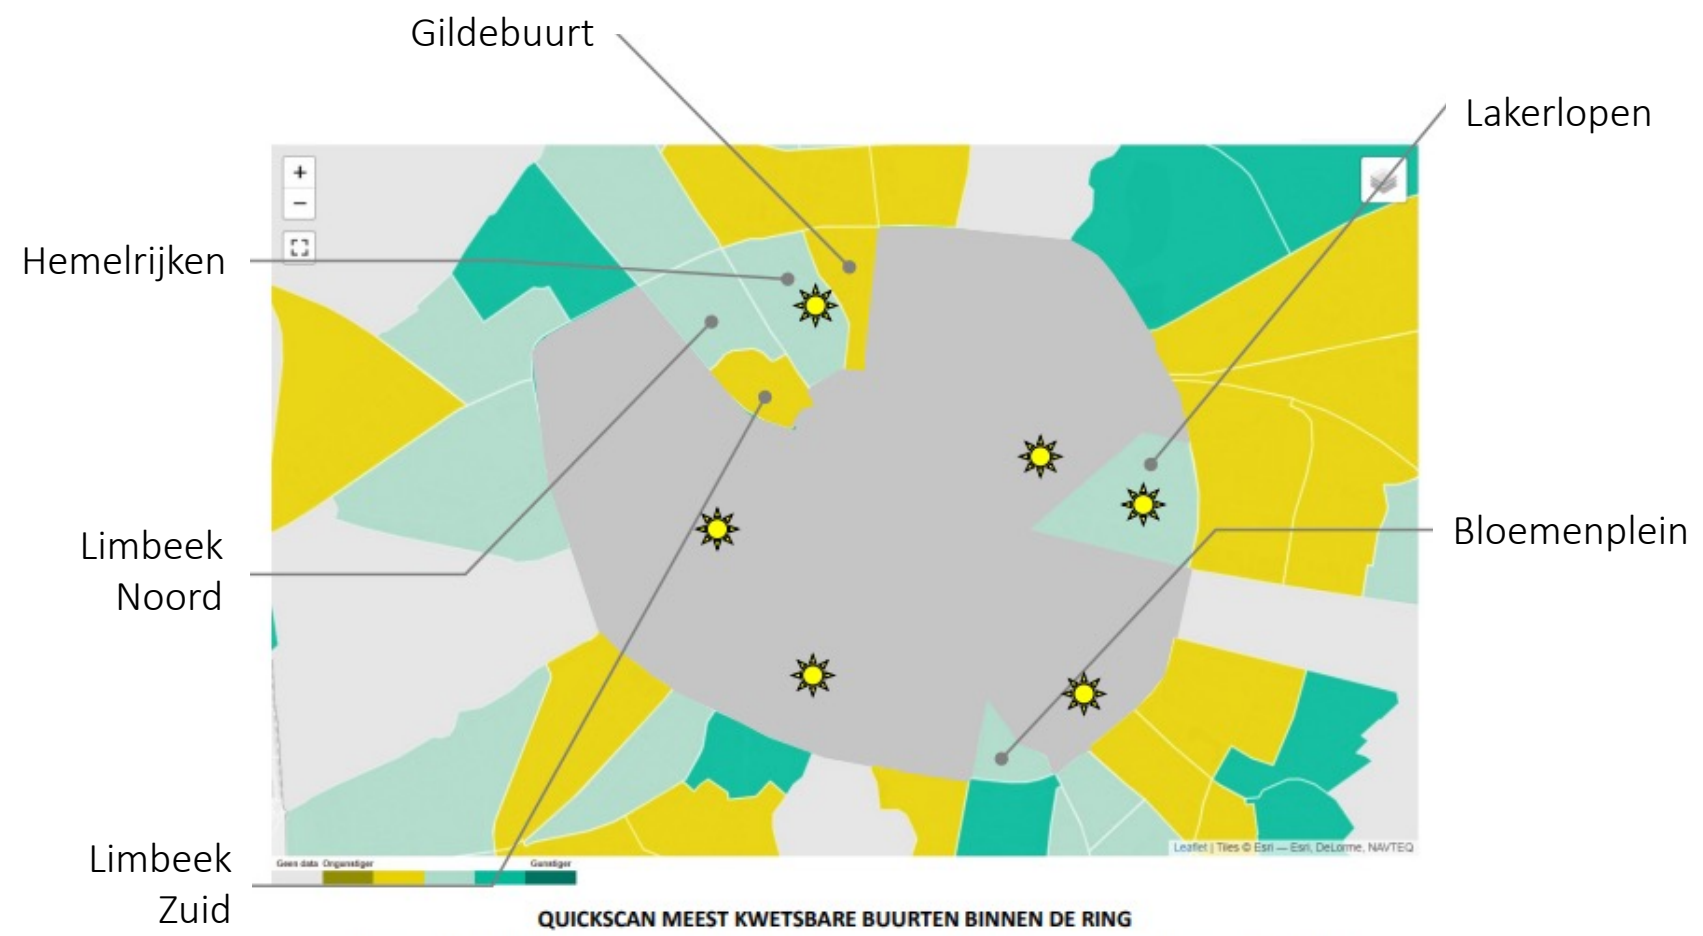 Gildebuurt
Lakerlopen
+
−
Hemelrijken
Limbeek
Noord
Bloemenplein
Leaflet | Tiles © Esri — Esri, DeLorme, NAVTEQ
Geen data Ongunstiger Gunstiger
Limbeek
Zuid
QUICKSCAN MEEST KWETSBARE BUURTEN BINNEN DE RING